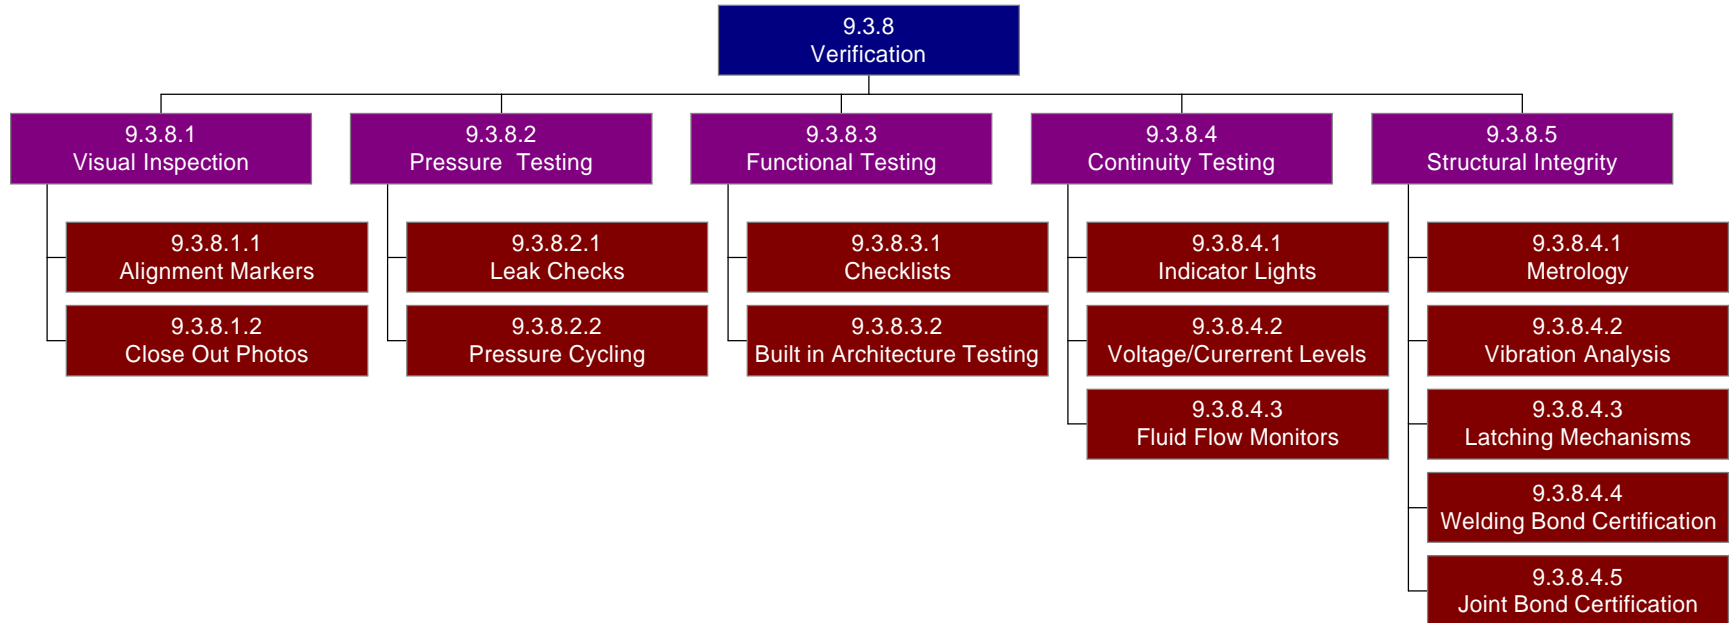 9.3.8
Verification
9.3.8.1
Visual Inspection
9.3.8.2
Pressure  Testing
9.3.8.3
Functional Testing
9.3.8.4
Continuity Testing
9.3.8.5
Structural Integrity
9.3.8.1.1
Alignment Markers
9.3.8.1.2
Close Out Photos
9.3.8.2.1
Leak Checks
9.3.8.2.2
Pressure Cycling
9.3.8.3.1
Checklists
9.3.8.3.2
Built in Architecture Testing
9.3.8.4.1
Indicator Lights
9.3.8.4.2
Voltage/Curerrent Levels
9.3.8.4.3
Fluid Flow Monitors
9.3.8.4.1
Metrology
9.3.8.4.2
Vibration Analysis
9.3.8.4.3
Latching Mechanisms
9.3.8.4.4
Welding Bond Certification
9.3.8.4.5
Joint Bond Certification